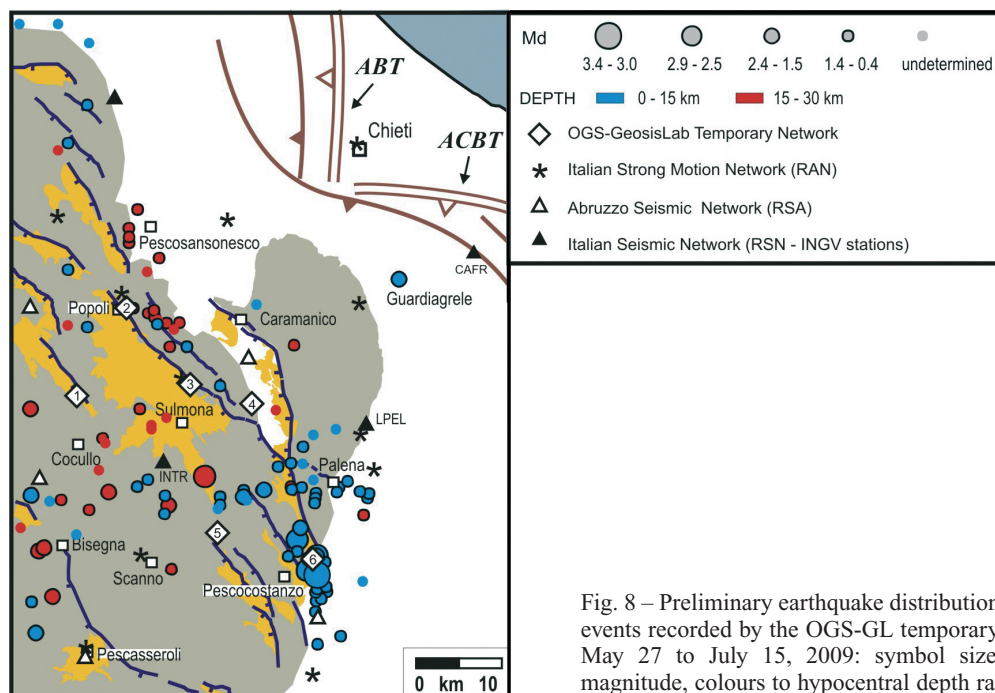 ABT
Chieti
ACBT
Pescosansonesco
CAFR
Guardiagrele
Popoli
2
Caramanico
3
1
4
Sulmona
LPEL
Cocullo
INTR
Palena
5
Bisegna
6
Scanno
Pescocostanzo
Pescasseroli
0 km 10
Md
3.4 - 3.0 2.9 - 2.5 2.4 - 1.5 1.4 - 0.4 undetermined
DEPTH 0 - 15 km 15 - 30 km
OGS-GeosisLab Temporary Network
Italian Strong Motion Network (RAN)
Abruzzo Seismic Network (RSA)
Italian Seismic Network (RSN - INGV stations)
Fig. 8 – Preliminary earthquake distribution
events recorded by the OGS-GL temporary
May 27 to July 15, 2009: symbol size
magnitude, colours to hypocentral depth ra